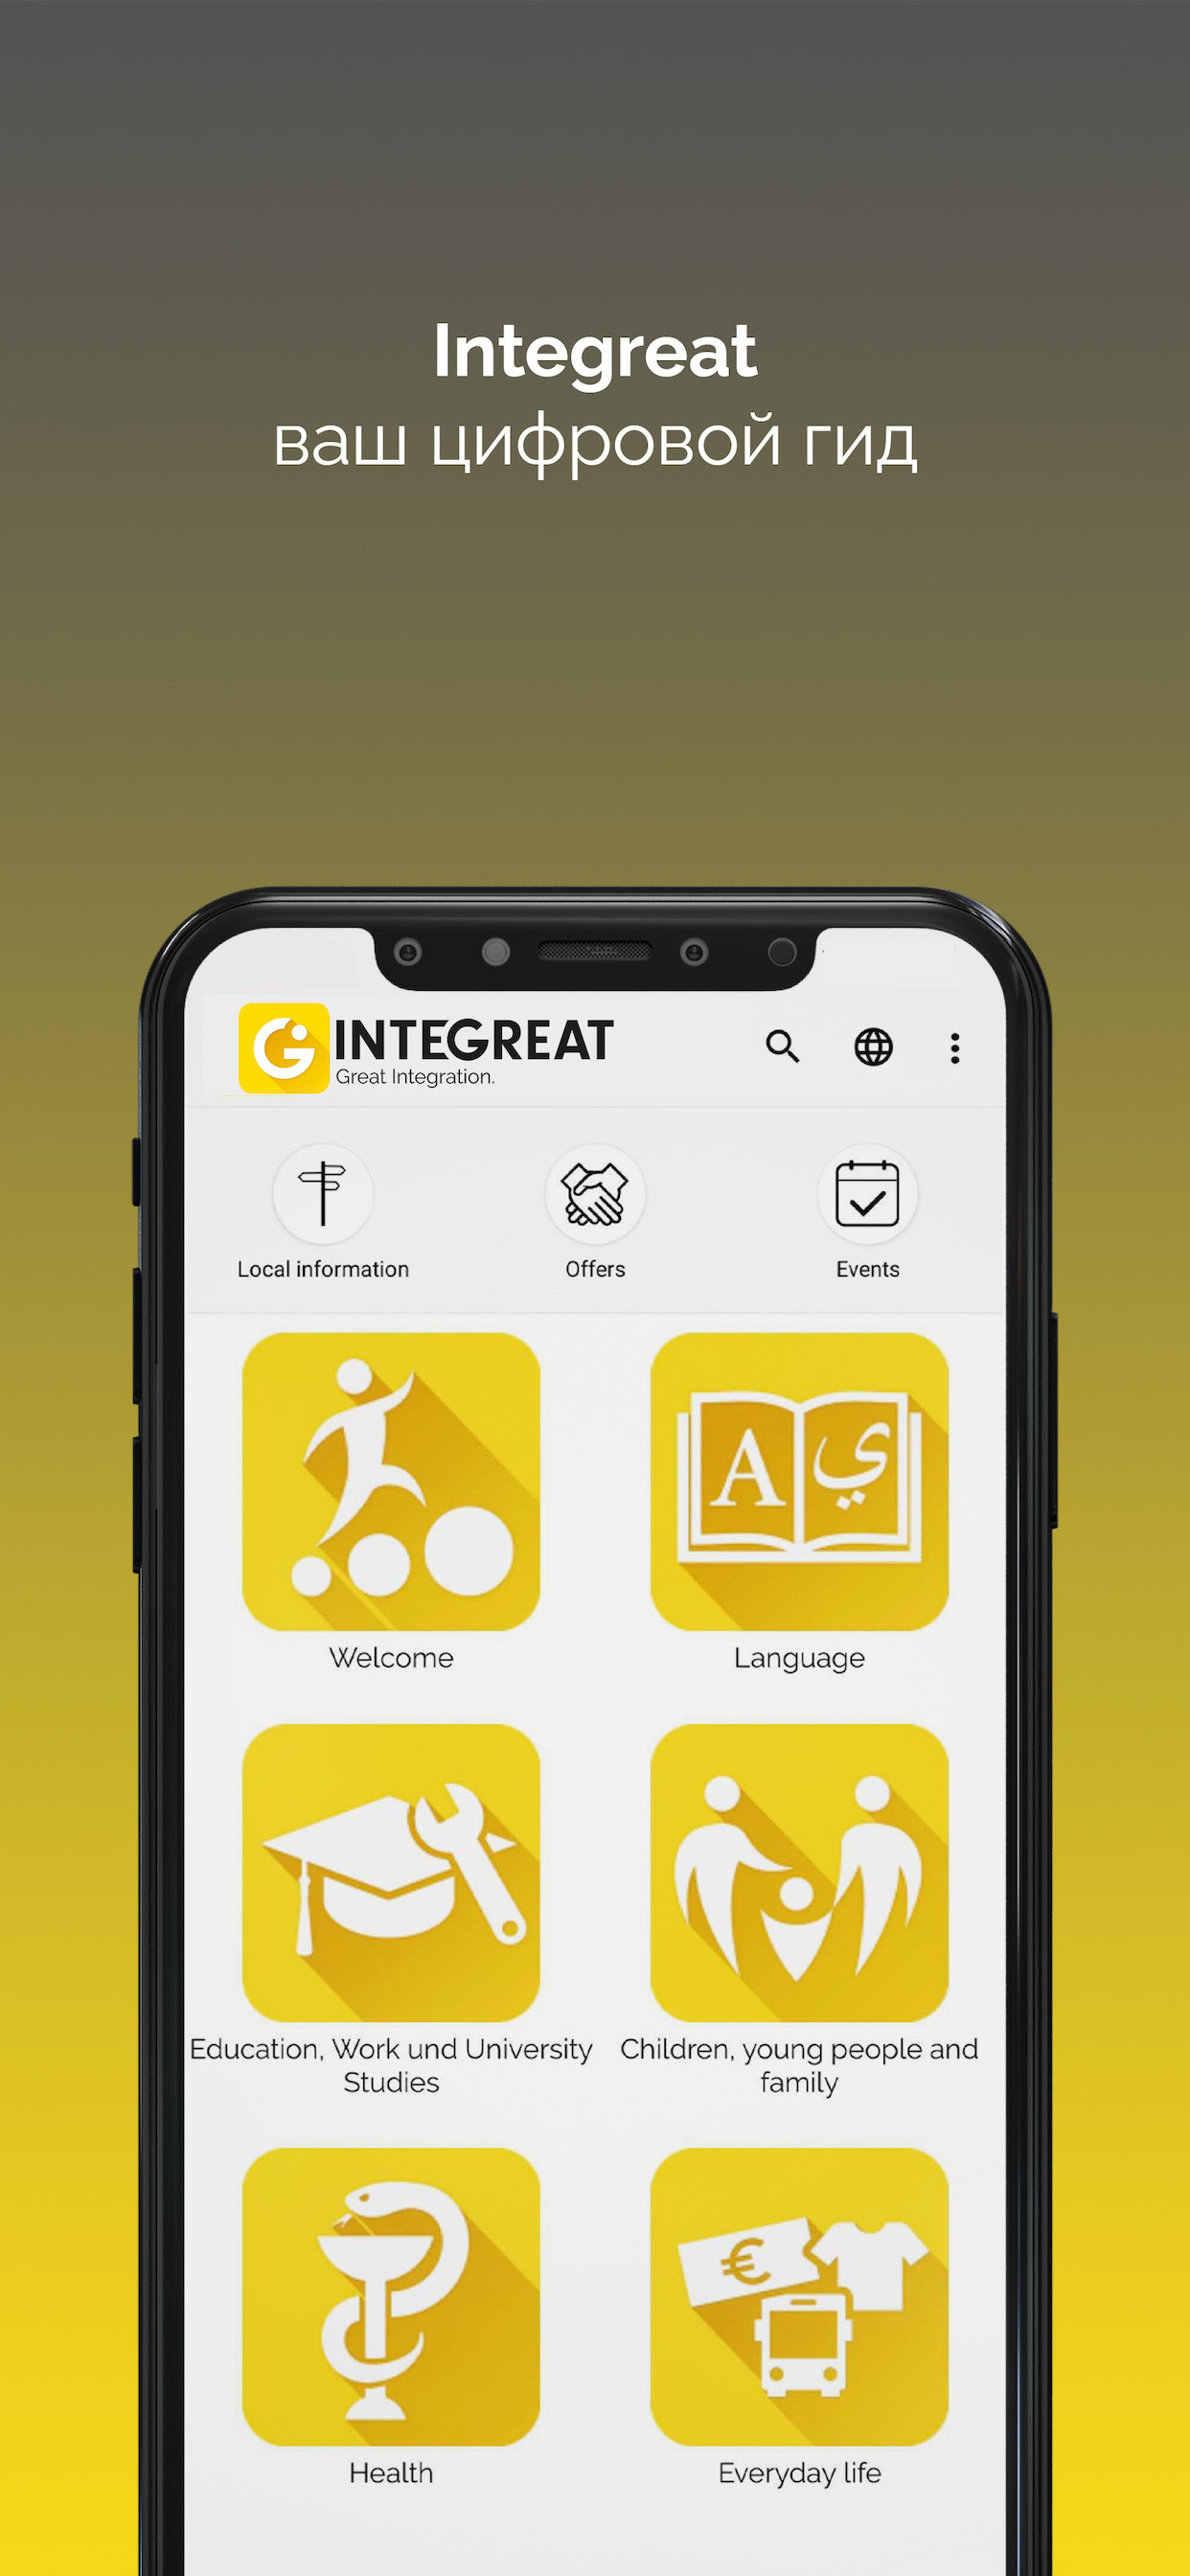 Integreat
ваш цифровой гид
INTEGREAT
Great Integration.
Local information
Offers
Events
A ي
Welcome
Language
Education, Work und University
Studies
Children, young people and
family
€
Health
Everyday life